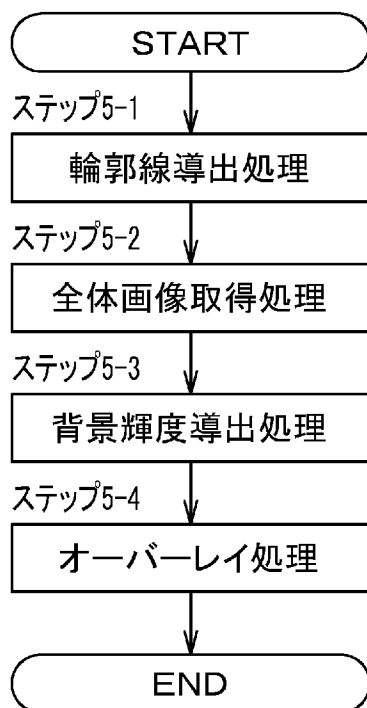 START
ステップ5-1
輪郭線導出処理
ステップ5-2
全体画像取得処理
ステップ5-3
背景輝度導出処理
ステップ5-4
オーバーレイ処理
END